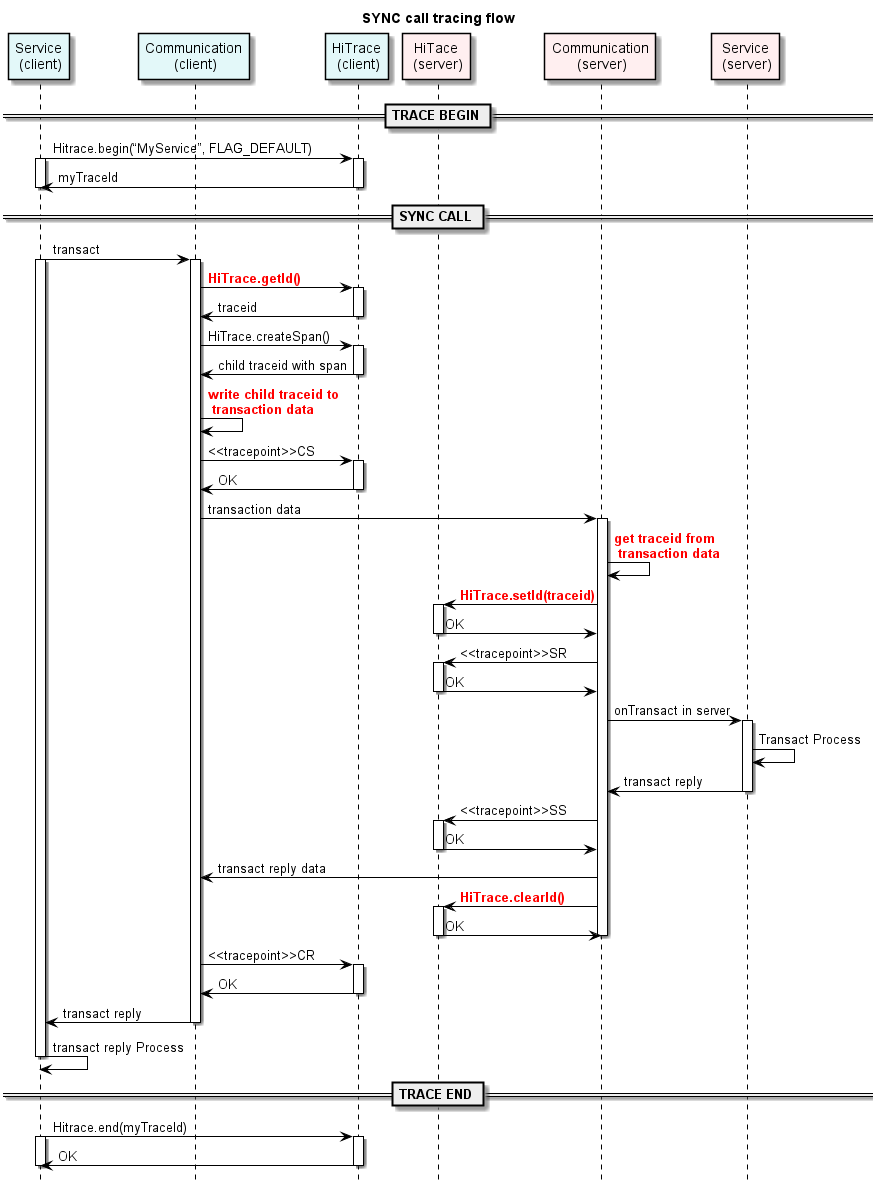 SYNC call tracing flow
Service
(client)
Communication
(client)
HiTrace
(client)
HiTace
(server)
Communication
(server)
Service
(server)
TRACE BEGIN
Hitrace.begin(“MyService”, FLAG_DEFAULT)
myTraceId
SYNC CALL
transact
HiTrace.getId()
traceid
HiTrace.createSpan()
child traceid with span
write child traceid to
transaction data
<<tracepoint>>CS
OK
transaction data
get traceid from
transaction data
HiTrace.setId(traceid)
OK
<<tracepoint>>SR
OK
onTransact in server
Transact Process
transact reply
<<tracepoint>>SS
OK
transact reply data
HiTrace.clearId()
OK
<<tracepoint>>CR
OK
transact reply
transact reply Process
TRACE END
Hitrace.end(myTraceId)
OK